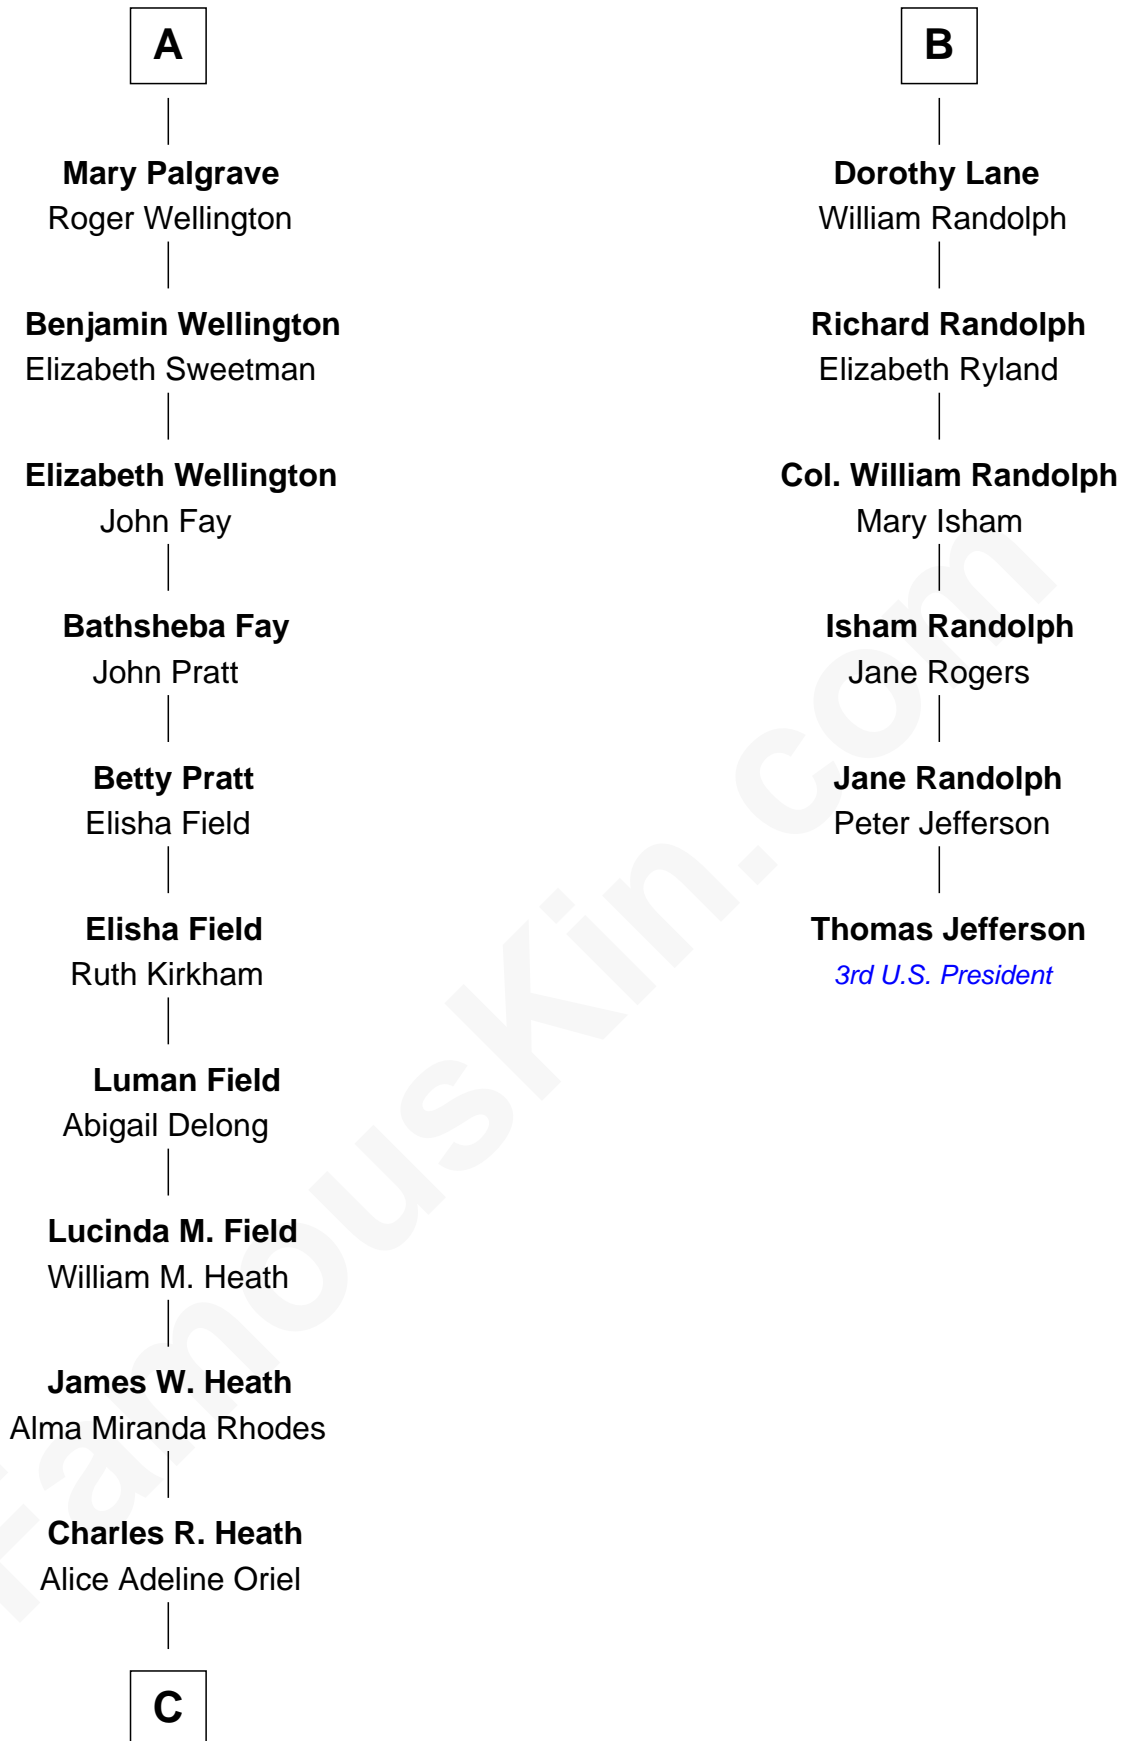 A
Mary Palgrave
Roger Wellington
Benjamin Wellington
Elizabeth Sweetman
Elizabeth Wellington
John Fay
Bathsheba Fay
John Pratt
Betty Pratt
Elisha Field
Elisha Field
Ruth Kirkham
Luman Field
Abigail Delong
Lucinda M. Field
William M. Heath
James W. Heath
Alma Miranda Rhodes
Charles R. Heath
Alice Adeline Oriel
C
B
Dorothy Lane
William Randolph
Richard Randolph
Elizabeth Ryland
Col. William Randolph
Mary Isham
Isham Randolph
Jane Rogers
Jane Randolph
Peter Jefferson
Thomas Jefferson
3rd U.S. President
FamousKin.com